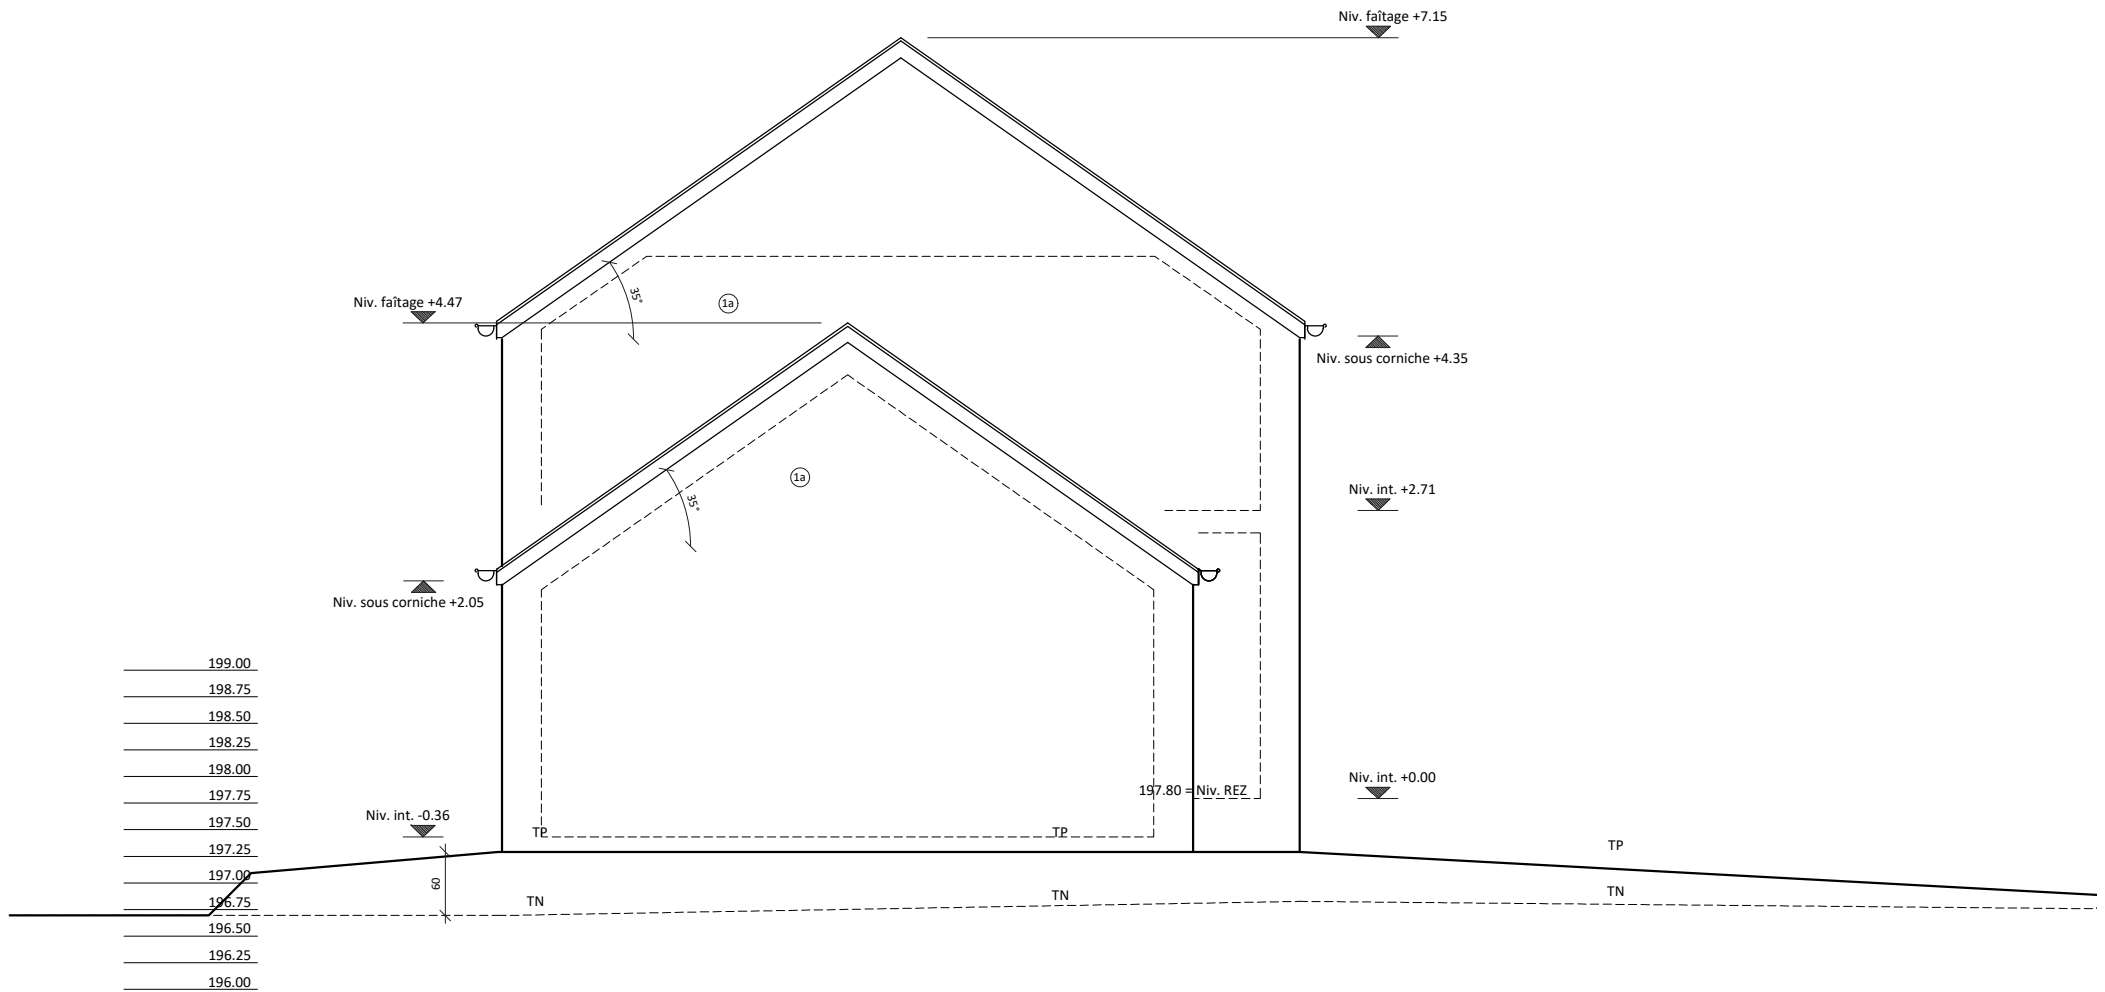 Niv. faîtage +7.15
35°
1a
Niv. faîtage +4.47
Niv. sous corniche +4.35
1a
35°
Niv. int. +2.71
Niv. sous corniche +2.05
199.00
198.75
198.50
198.25
198.00
197.75
197.50
197.25
197.00
196.75
196.50
196.25
196.00
Niv. int. +0.00
197.80 = Niv. REZ
Niv. int. -0.36
TP
TP
TP
60
TN
TN
TN